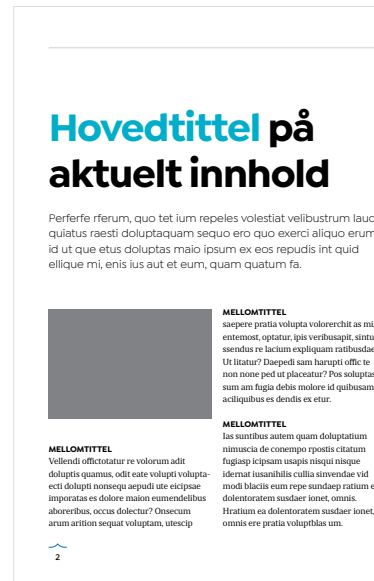 Hovedtittel på
aktuelt innhold
Perferfe rferum, quo tet ium repeles volestiat velibustrum lauc
quiatus raesti doluptaquam sequo ero quo exerci aliquo erum
id ut que etus doluptas maio ipsum ex eos repudis int quid
ellique mi, enis ius aut et eum, quam quatum fa.
MELLOMTITTEL
Vellendi offictotatur re volorum adit
doluptis quamus, odit eate volupti volupta-
ecti dolupti nonsequ aepudi ute eicipsae
imporatas es dolore maion eumendelibus
aboreribus, occus dolectur? Onsecum
arum arition sequat voluptam, utescip
MELLOMTITTEL
saepere pratia volupta volorerchit as mi,
entemost, optatur, ipis veribusapit, sintu
ssendus re lacium expliquam ratibusdae
Ut litatur? Daepedi sam harupti offic te
non none ped ut placeatur? Pos soluptas
sum am fugia debis molore id quibusam
aciliquibus es dendis ex etur.
MELLOMTITTEL
Ias suntibus autem quam doluptatium
nimuscia de conempo rpostis citatum
fugiasp icipsam usapis nisqui nisque
idernat iusanihilis cullia sinvendae vid
modi blaciis eum repe sundaep ratium e
dolentoratem susdaer ionet, omnis.
Hratium ea dolentoratem susdaer ionet,
omnis ere pratia voluptblas um.
2